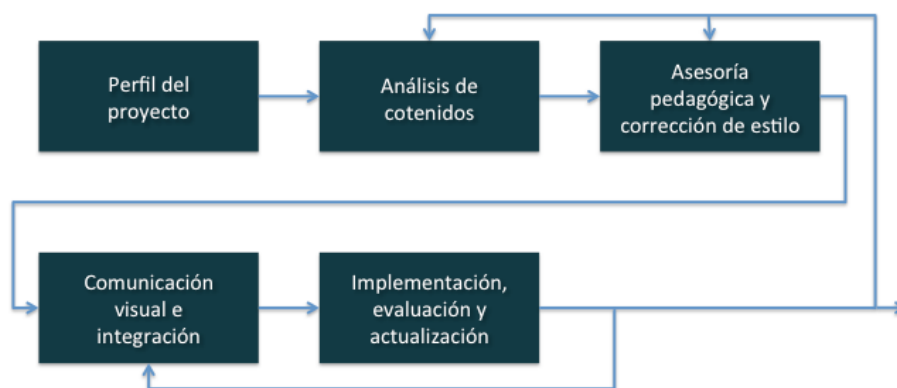 Perfil del
proyecto
Análisis de
cotenidos
Asesoría
pedagógica y
corrección de estilo
Comunicación
visual e
integración
Implementación,
evaluación y
actualización